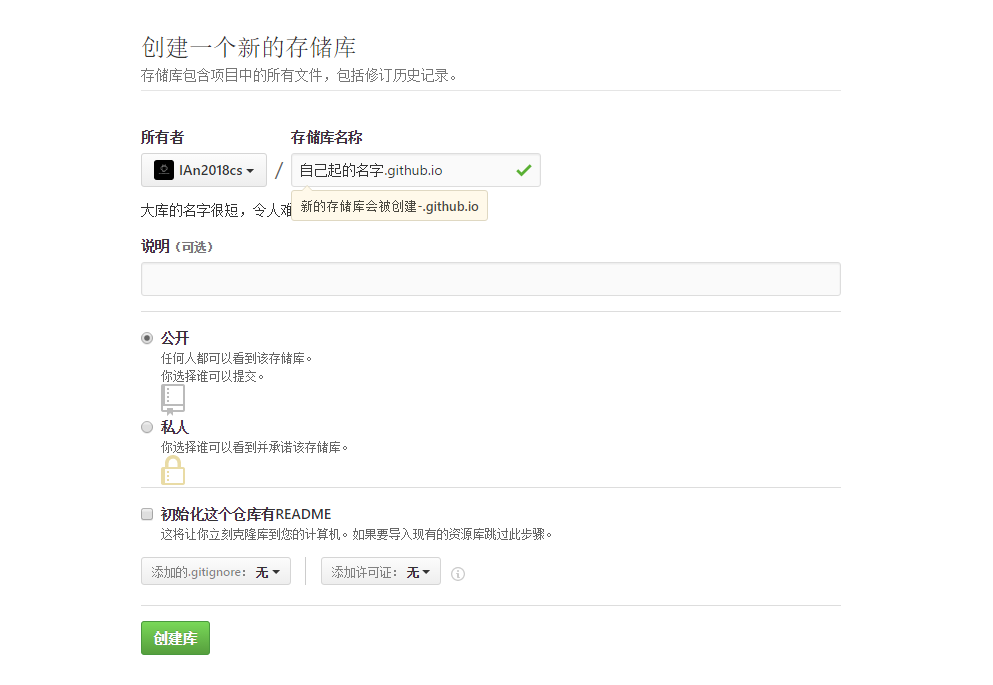 创建一个新的存储库
存储库包含项目中的所有文件，包括修订历史记录。
所有者 存储库名称
IAn2018cs / 自己起的名字.github.io
大库的名字很短，令人难
新的存储库会被创建-.github.io
说明（可选）
公开
任何人都可以看到该存储库。
你选择谁可以提交。
私人
你选择谁可以看到并承诺该存储库。
初始化这个仓库有README
这将让你立刻克隆库到您的计算机。如果要导入现有的资源库跳过此步骤。
添加的.gitignore：无 添加许可证：无
创建库